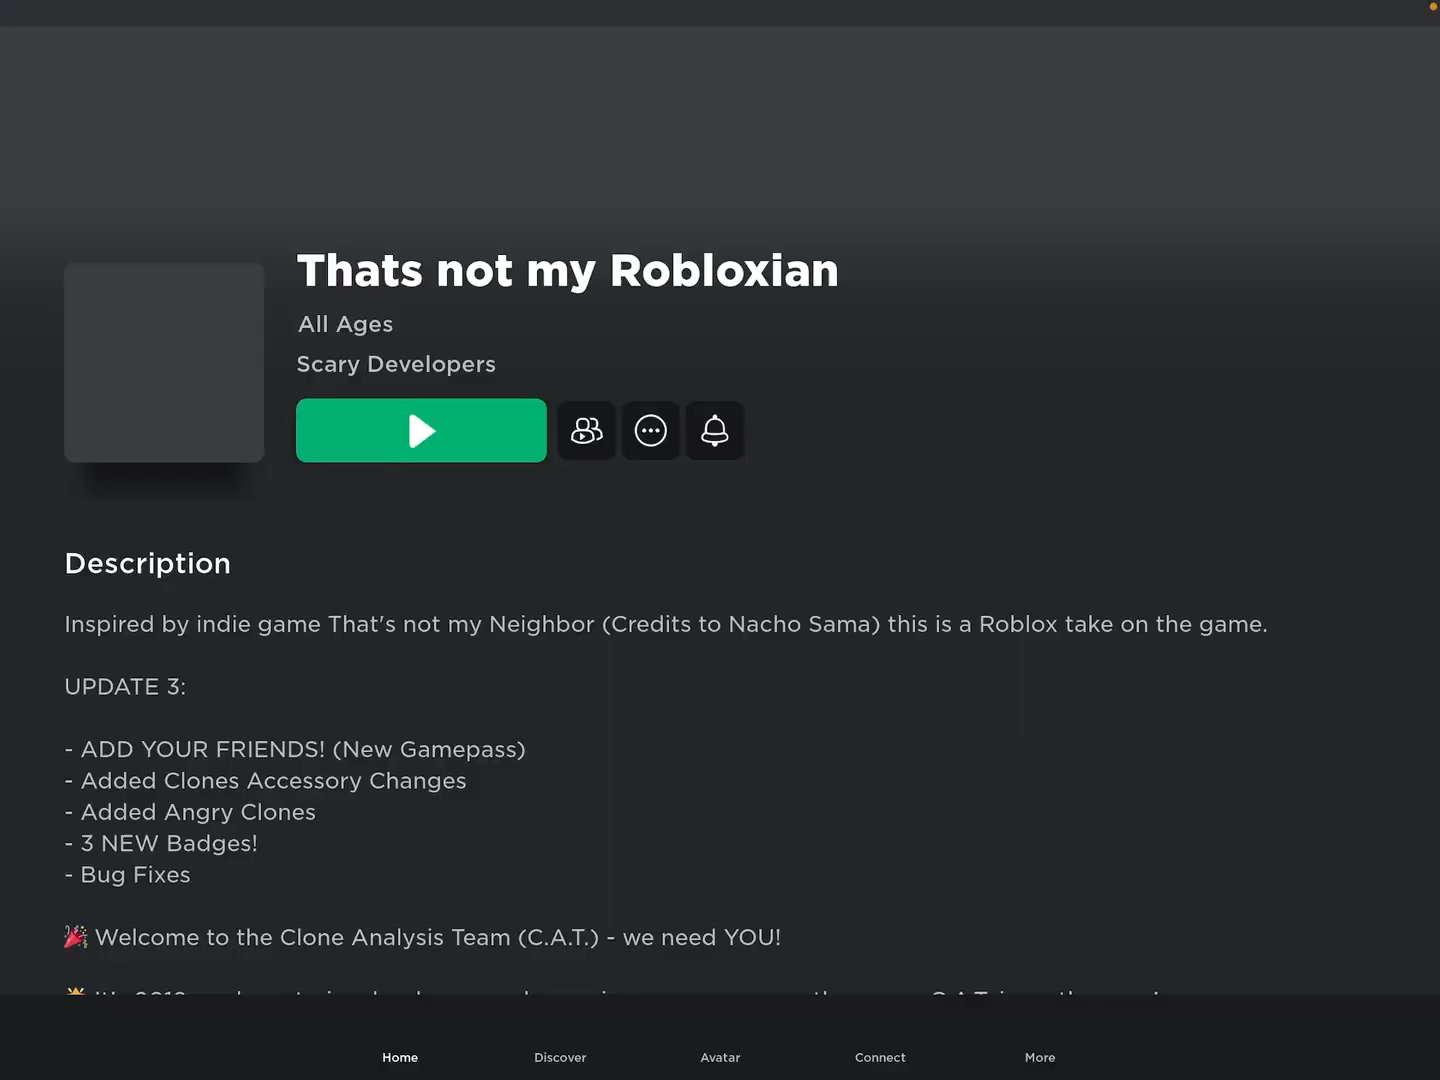 Thats not my Robloxian
All Ages
Scary Developers
Description
Inspired by indie game That's not my Neighbor (Credits to Nacho Sama) this is a Roblox take on the game.
UPDATE 3:
- ADD YOUR FRIENDS! (New Gamepass)
- Added Clones Accessory Changes
- Added Angry Clones
- 3 NEW Badges!
- Bug Fixes
🎉 Welcome to the Clone Analysis Team (C.A.T.) - we need YOU!
Home
Discover
Avatar
Connect
More